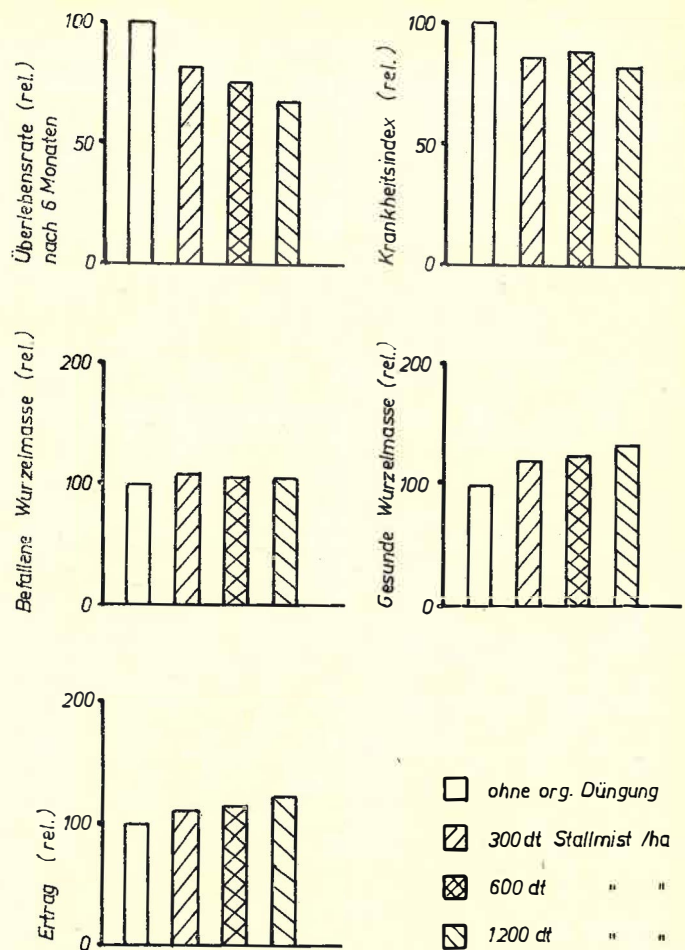 Überlebensrate (rel.)
nach 6 Monaten
100
50
0
Krankheitsindex (rel.)
100
50
0
Befallene Wurzelmasse (rel.)
200
100
0
Gesunde Wurzelmasse (rel.)
200
100
0
Ertrag (rel.)
200
100
0
ohne org. Düngung
300 dt Stallmist /ha
600 dt " "
1200 dt " "